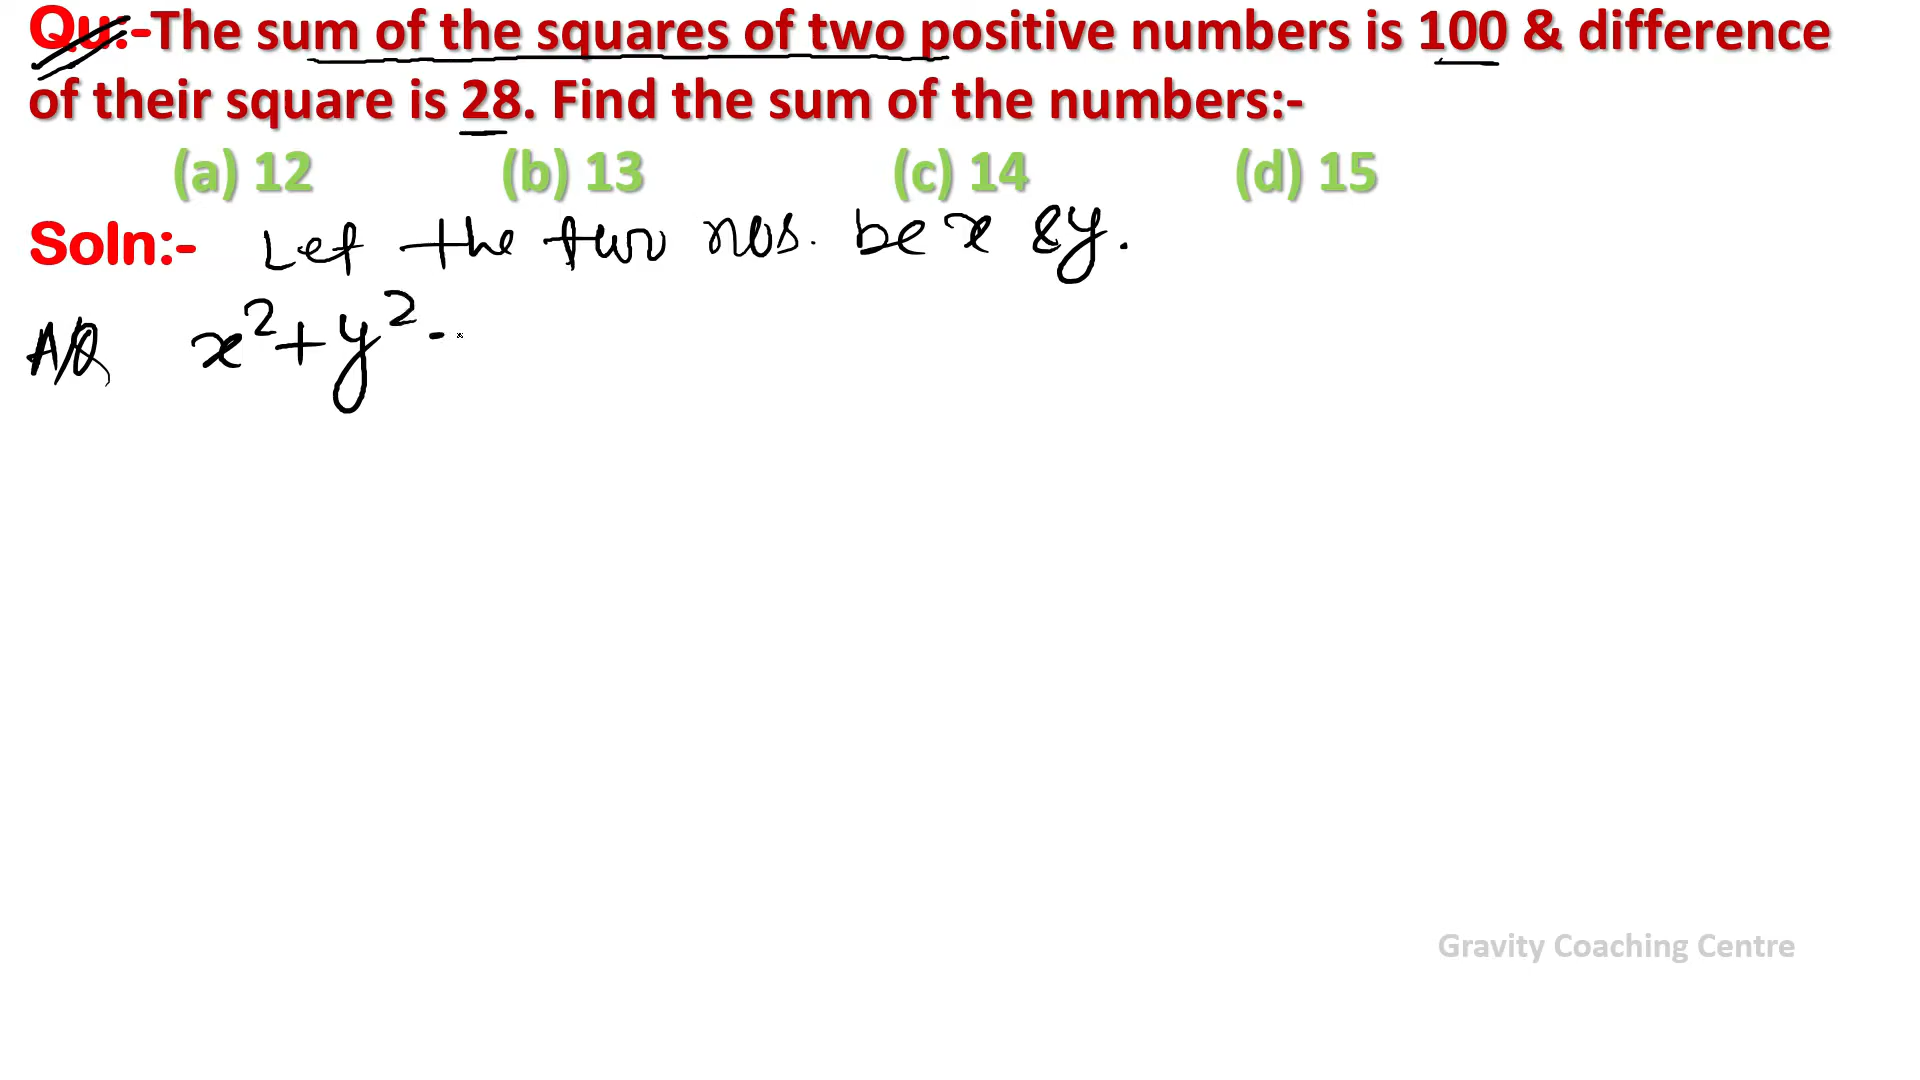 Qu:-The sum of the squares of two positive numbers is 100 & difference
of their square is 28. Find the sum of the numbers:-
(a) 12 (b) 13 (c) 14 (d) 15
Soln:- Let the two nos. be x & y.
A/Q x²+y² -
Gravity Coaching Centre